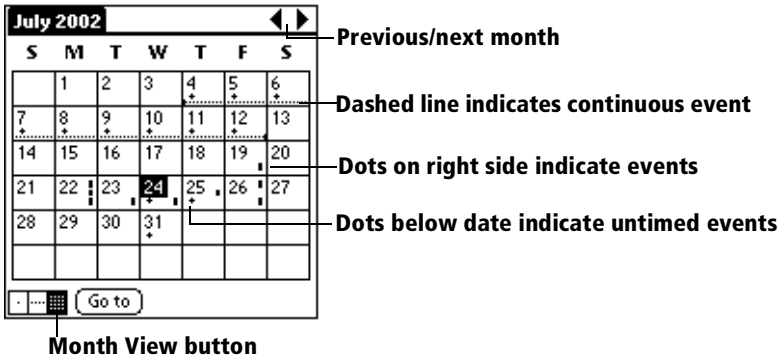 July 2002
Previous/next month
S M T W T F S
1 2 3 4 5 6
Dashed line indicates continuous event
7 8 9 10 11 12 13
14 15 16 17 18 19 20
Dots on right side indicate events
21 22 23 24 25 26 27
28 29 30 31
Dots below date indicate untimed events
Go to
Month View button